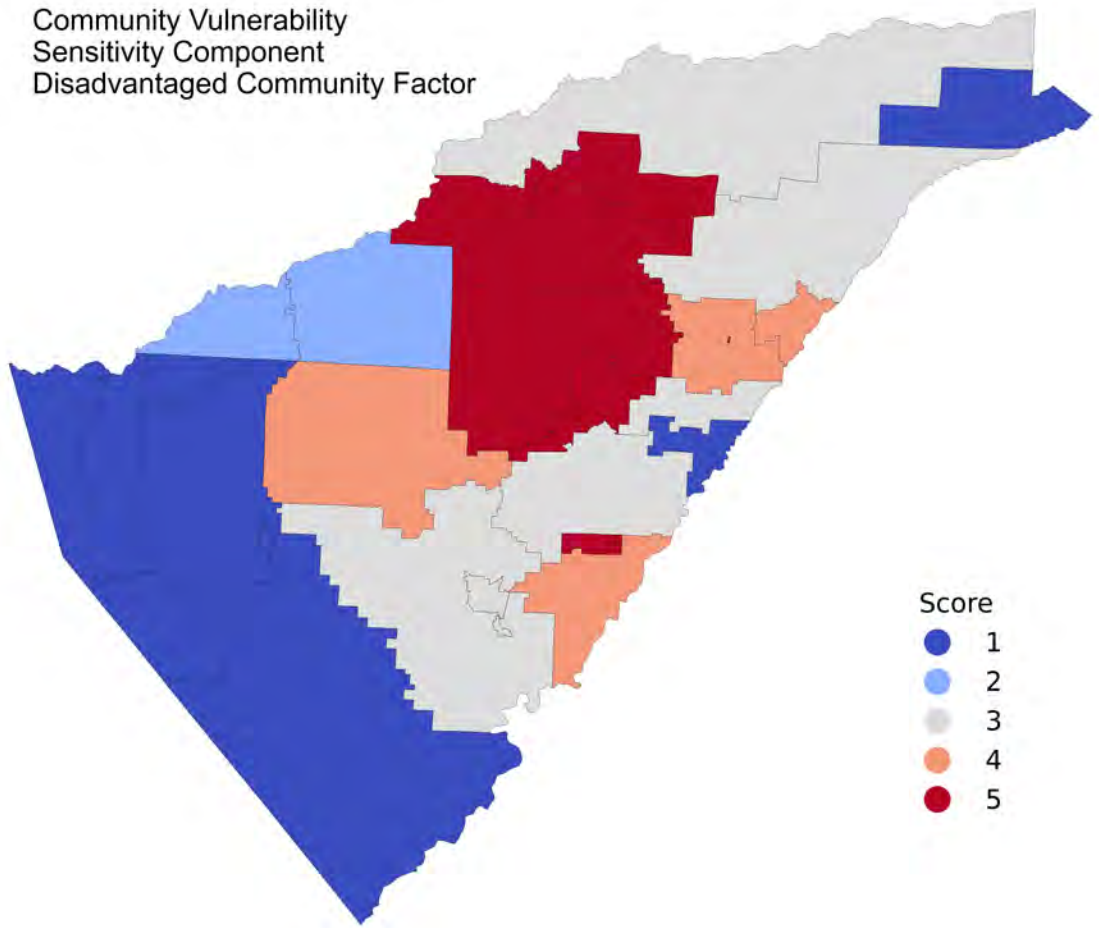 Community Vulnerability
Sensitivity Component
Disadvantaged Community Factor
Score
1
2
3
4
5